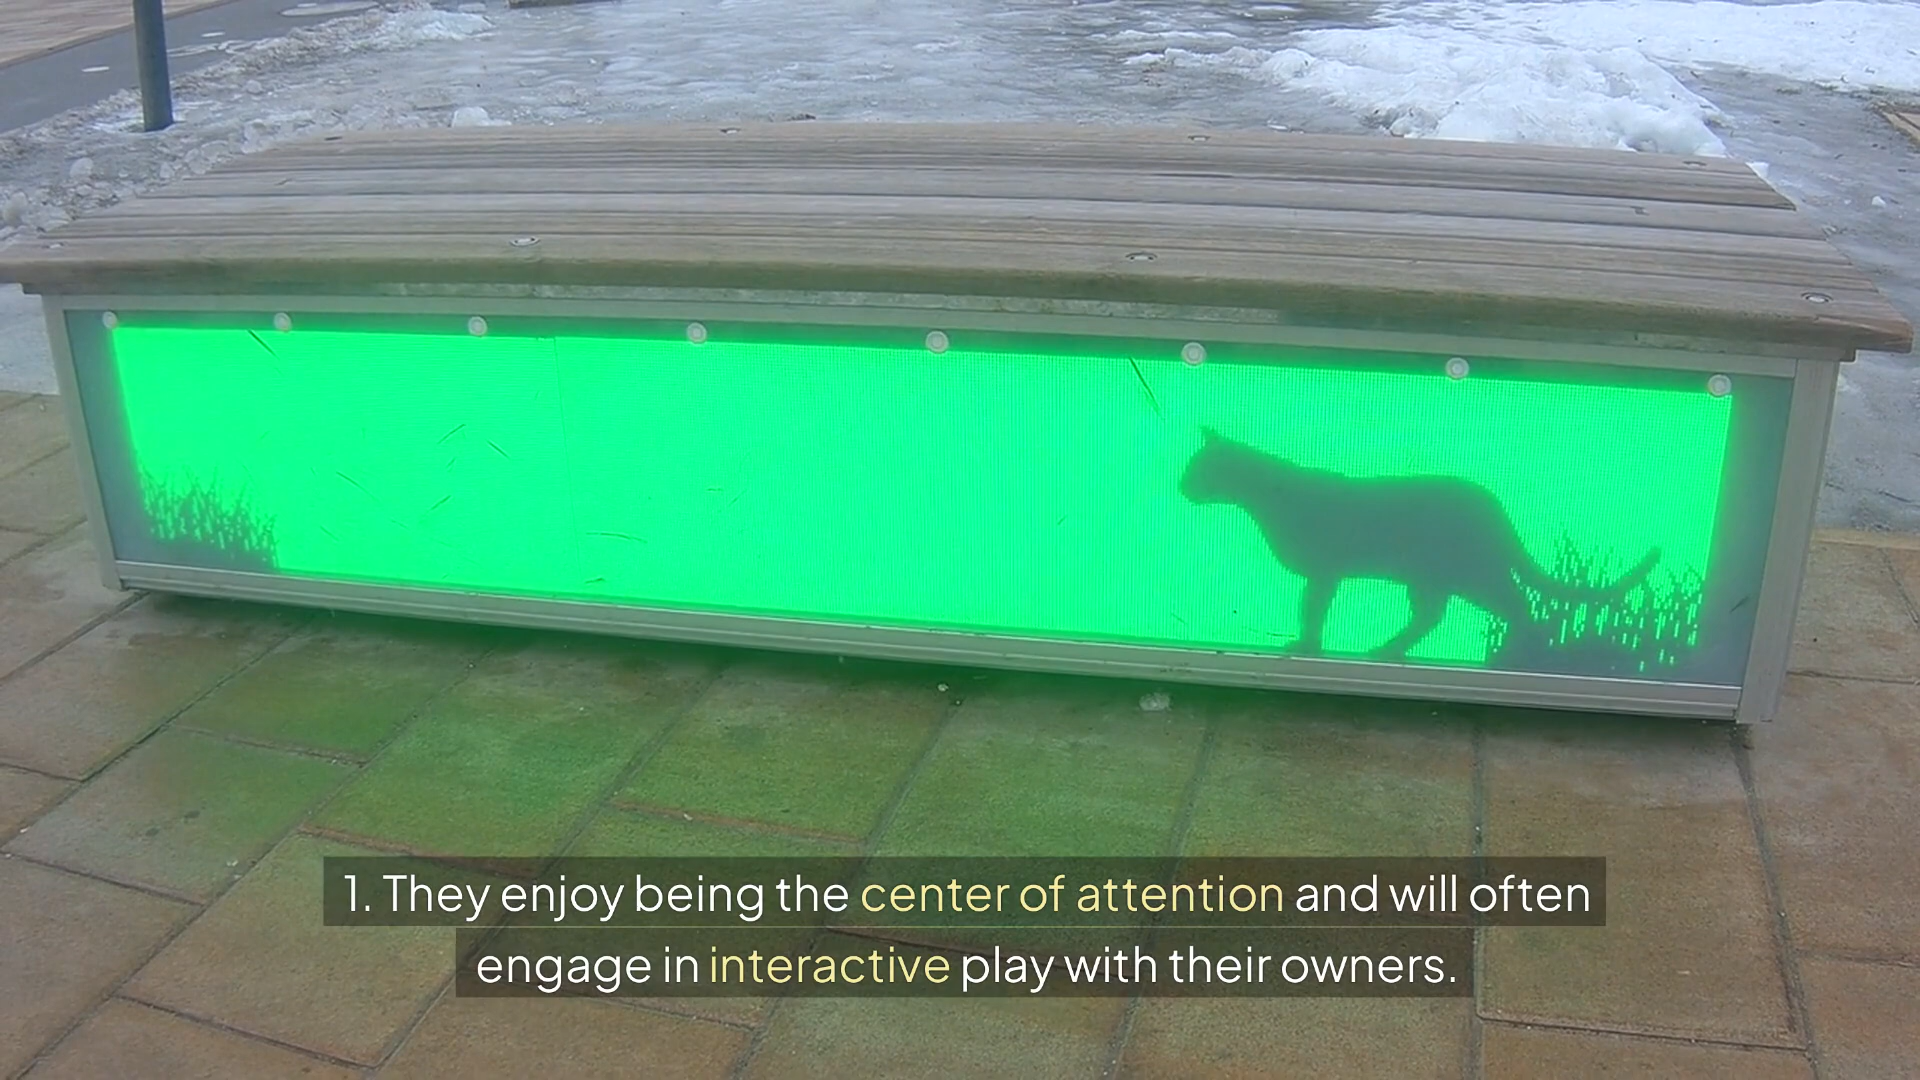 1. They enjoy being the center of attention and will often
engage in interactive play with their owners.